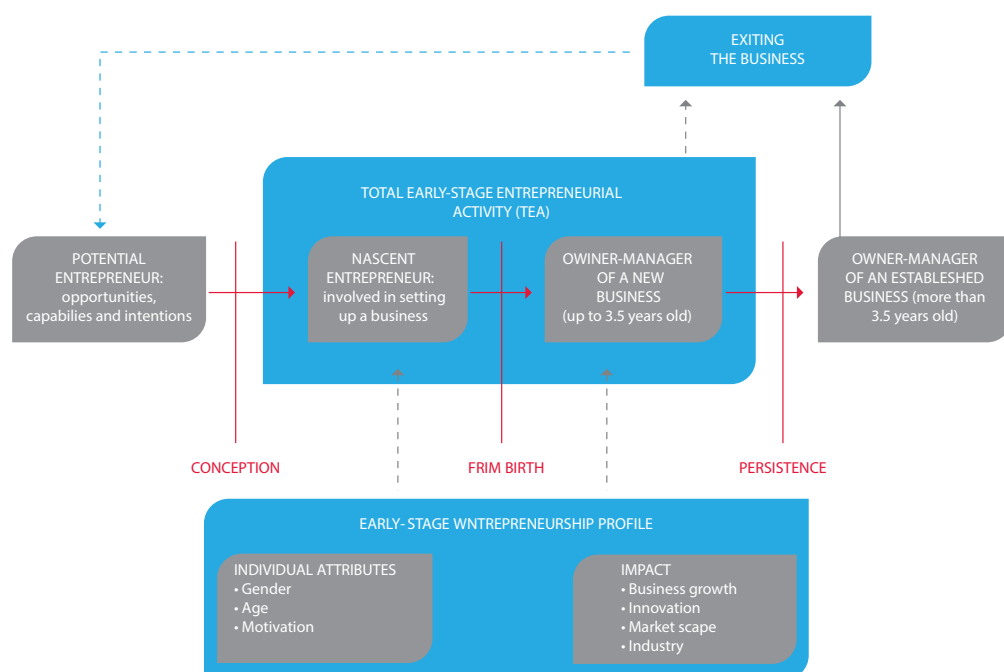 EXITING
THE BUSINESS
TOTAL EARLY-STAGE ENTREPRENEURIAL
ACTIVITY (TEA)
POTENTIAL
ENTREPRENEUR:
opportunities,
capabilies and intentions
NASCENT
ENTREPRENEUR:
involved in setting
up a business
OWINER-MANAGER
OF A NEW
BUSINESS
(up to 3.5 years old)
OWNER-MANAGER
OF AN ESTABLESHED
BUSINESS (more than
3.5 years old)
CONCEPTION
FRIM BIRTH
PERSISTENCE
EARLY- STAGE WNTREPRENEURSHIP PROFILE
INDIVIDUAL ATTRIBUTES
• Gender
• Age
• Motivation
IMPACT
• Business growth
• Innovation
• Market scape
• Industry